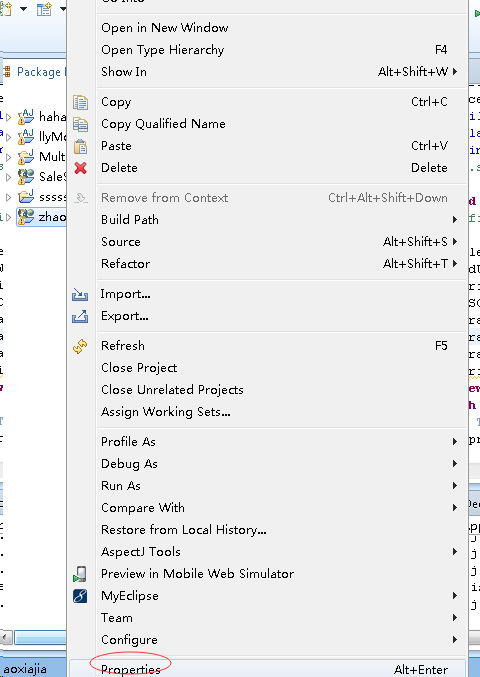 Open in New Window
Open Type Hierarchy F4
Show In Alt+Shift+W
Package
Copy Ctrl+C
haha
Copy Qualified Name
llyMo
Paste Ctrl+V
Mult
Delete Delete
SaleS
Remove from Context Ctrl+Alt+Shift+Down
sssss
zhao
Build Path
Source Alt+Shift+S
Refactor Alt+Shift+T
Import...
Export...
Refresh F5
Close Project
Close Unrelated Projects
Assign Working Sets...
Profile As
Debug As
Run As
Compare With
Restore from Local History...
AspectJ Tools
Preview in Mobile Web Simulator
MyEclipse
Team
Configure
Properties Alt+Enter
aoxiajia